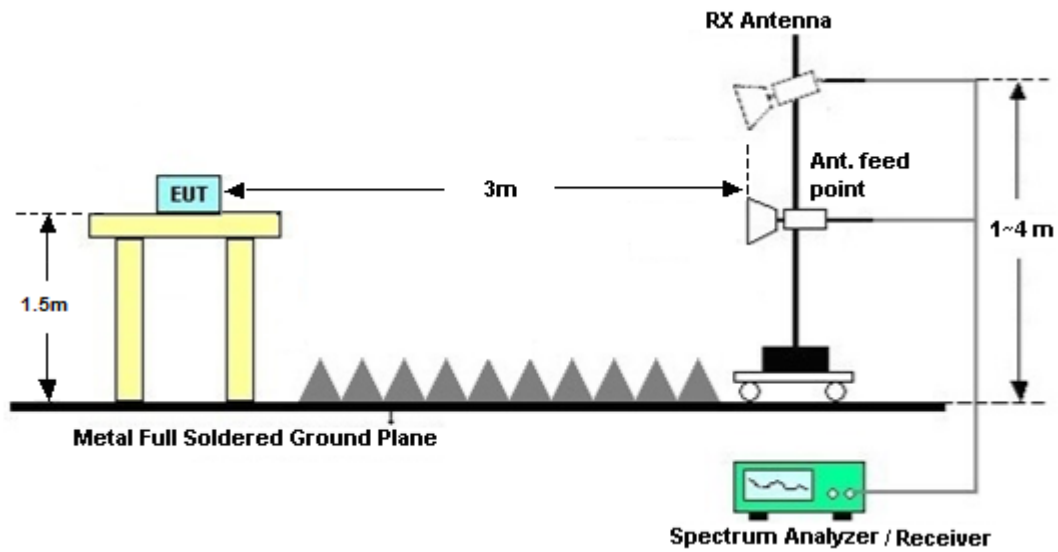 RX Antenna
EUT
3m
Ant. feed
point
1~4 m
1.5m
Metal Full Soldered Ground Plane
Spectrum Analyzer / Receiver